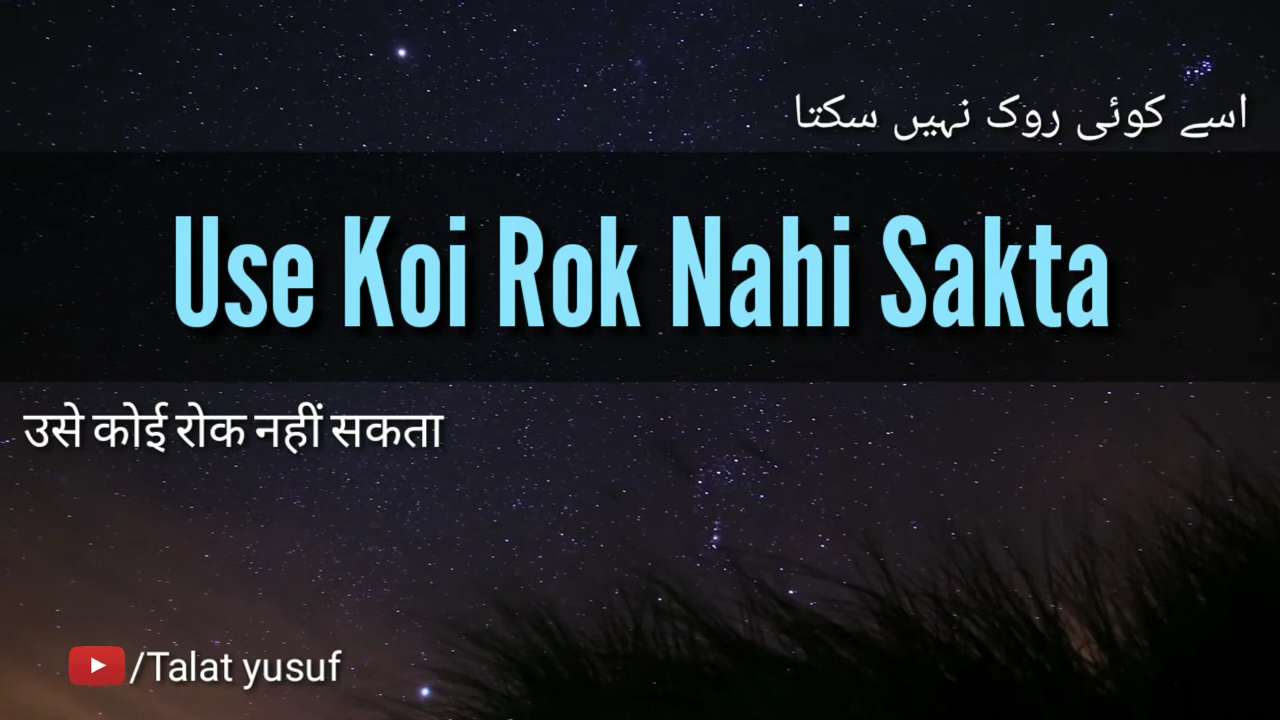 اسے کوئی روک نہیں سکتا
Use Koi Rok Nahi Sakta
उसे कोई रोक नहीं सकता
/Talat yusuf